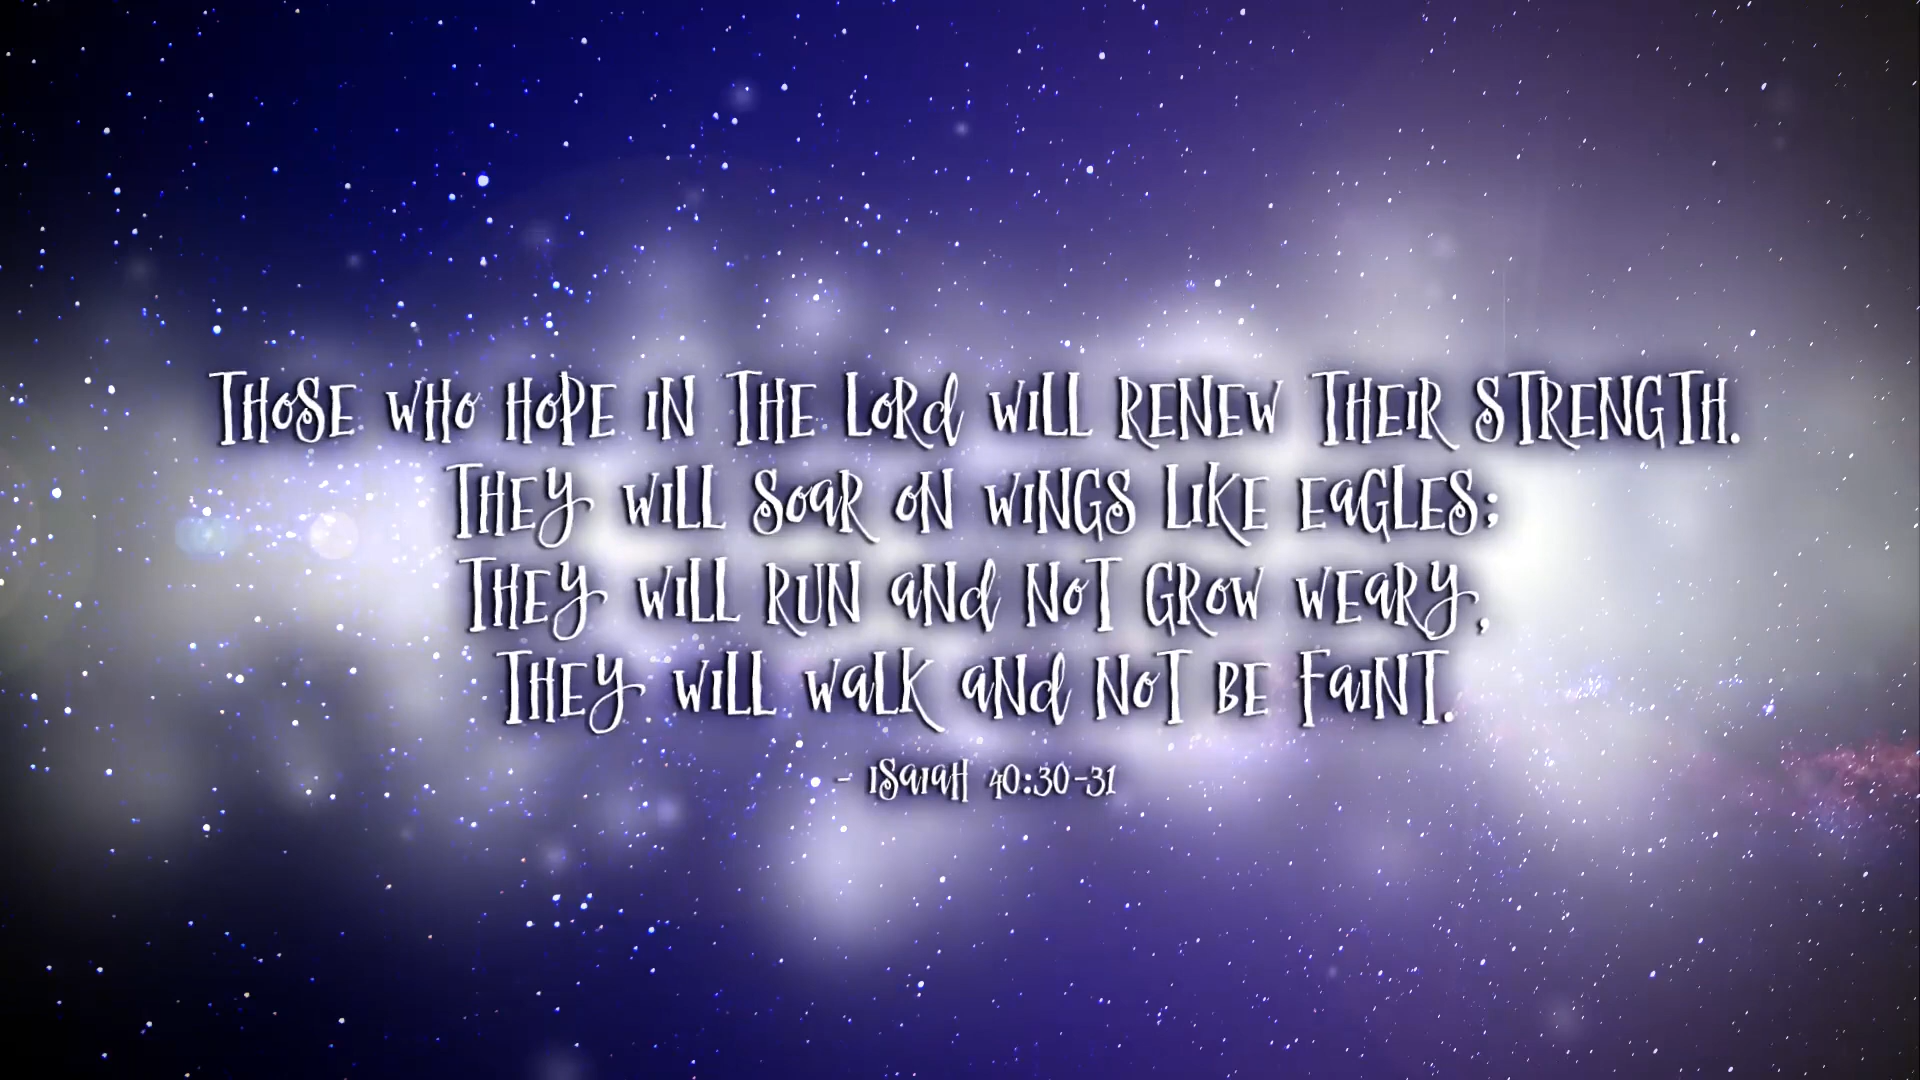 Those who hope in the Lord will renew their strength.
They will soar on wings like eagles;
They will run and not grow weary,
They will walk and not be faint.
- Isaiah 40:30-31